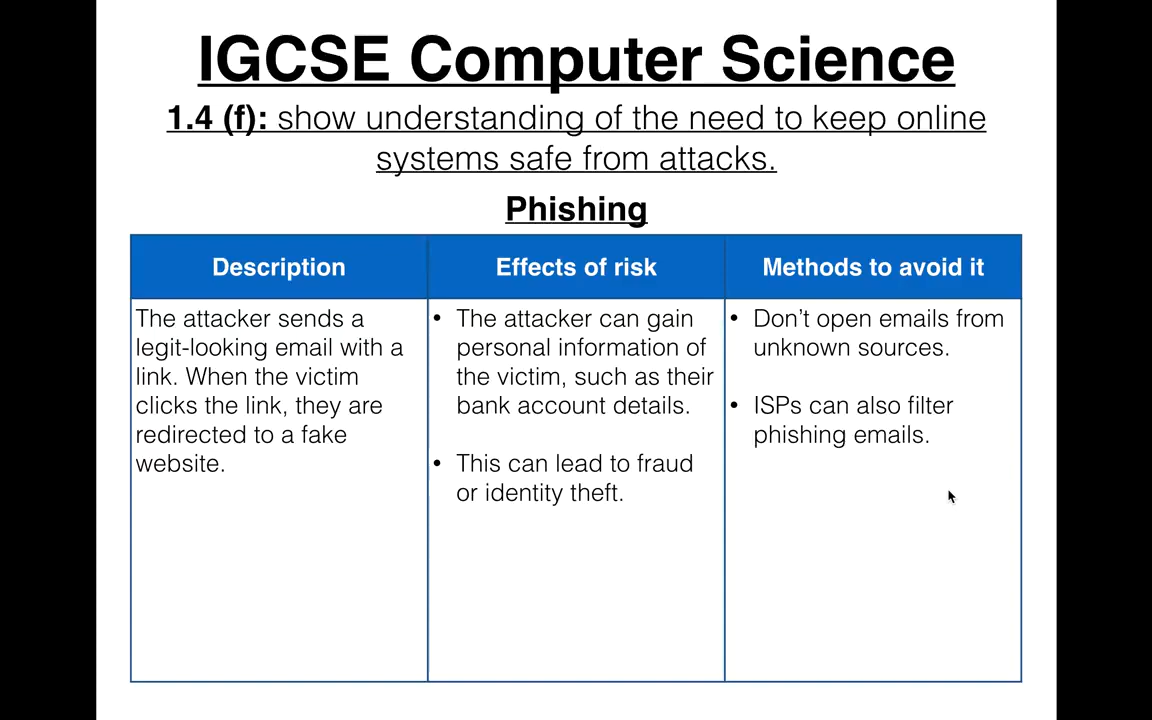 IGCSE Computer Science
1.4 (f): show understanding of the need to keep online
systems safe from attacks.
Phishing
Description
Effects of risk
Methods to avoid it
The attacker sends a
legit-looking email with a
link. When the victim
clicks the link, they are
redirected to a fake
website.
• The attacker can gain
personal information of
the victim, such as their
bank account details.
• This can lead to fraud
or identity theft.
• Don’t open emails from
unknown sources.
• ISPs can also filter
phishing emails.